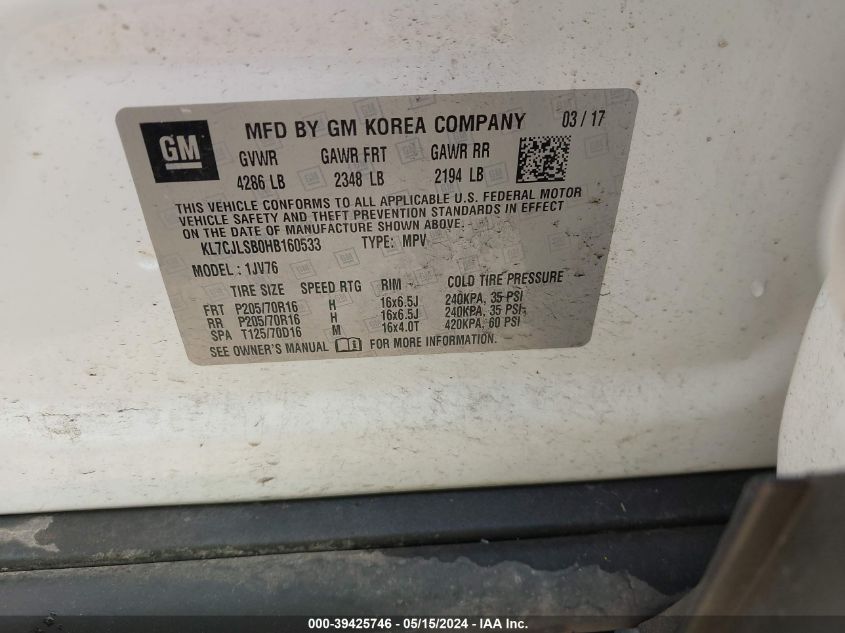 GM
MFD BY GM KOREA COMPANY 03 / 17
GVWR GAWR FRT GAWR RR
4286 LB 2348 LB 2194 LB
THIS VEHICLE CONFORMS TO ALL APPLICABLE U.S. FEDERAL MOTOR
VEHICLE SAFETY AND THEFT PREVENTION STANDARDS IN EFFECT
ON THE DATE OF MANUFACTURE SHOWN ABOVE.
KL7CJLSB0HB160533 TYPE: MPV
MODEL : 1JV76
TIRE SIZE SPEED RTG RIM COLD TIRE PRESSURE
FRT P205/70R16 H 16x6.5J 240KPA, 35 PSI
RR P205/70R16 H 16x6.5J 240KPA, 35 PSI
SPA T125/70D16 M 16x4.0T 420KPA, 60 PSI
SEE OWNER'S MANUAL FOR MORE INFORMATION.
000-39425746 - 05/15/2024 - IAA Inc.